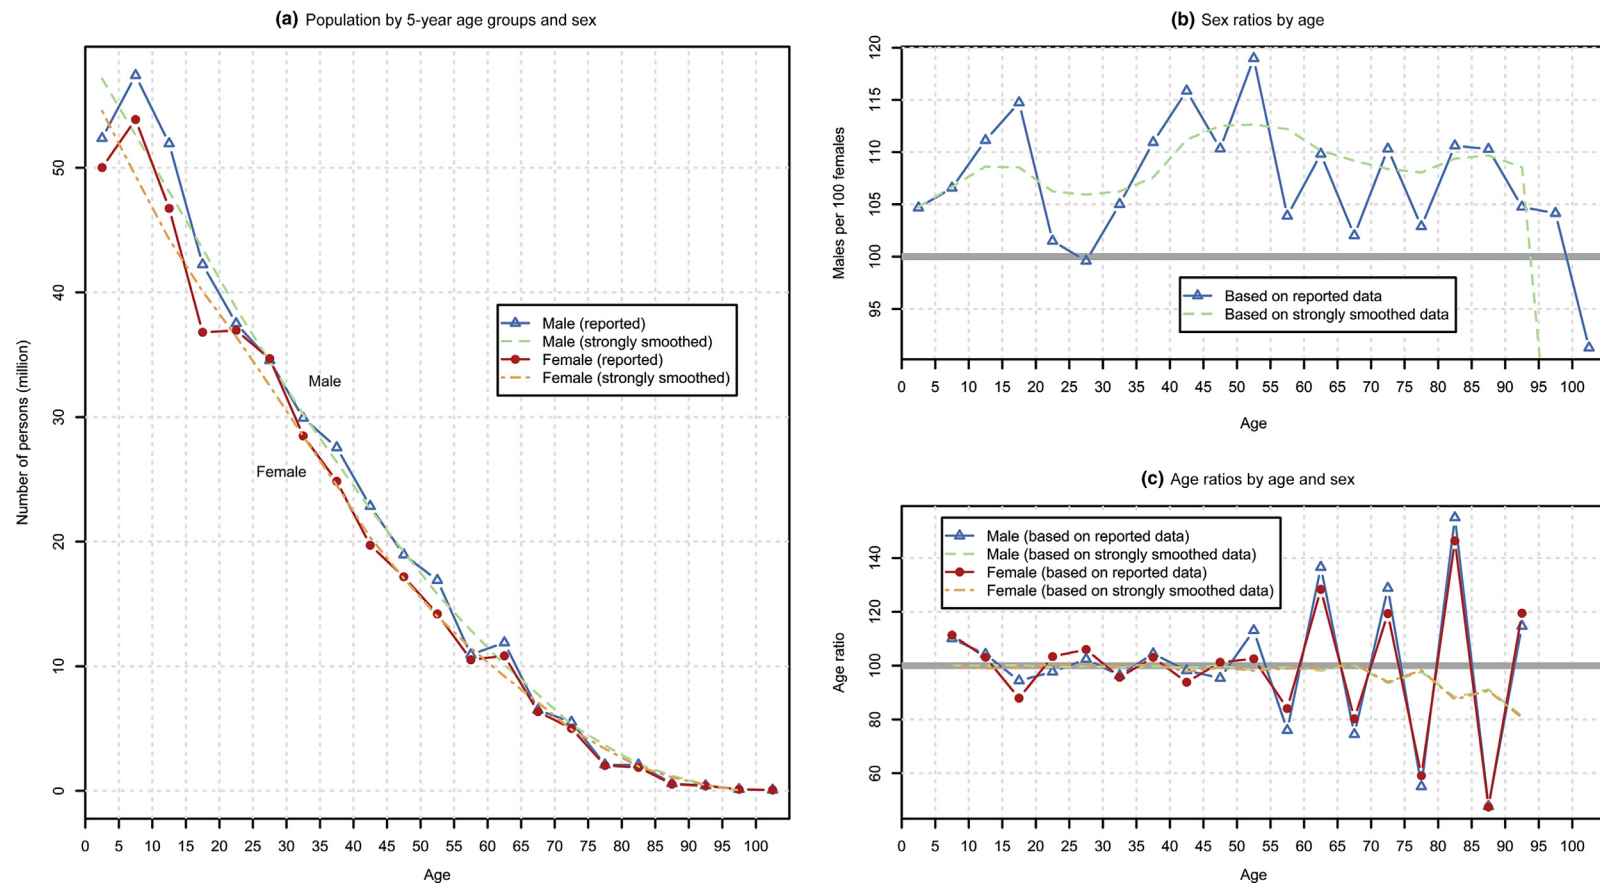 (a) Population by 5-year age groups and sex
Number of persons (million)
50
40
30
20
10
0
Male (reported)
Male (strongly smoothed)
Female (reported)
Female (strongly smoothed)
Male
Female
0 5 10 15 20 25 30 35 40 45 50 55 60 65 70 75 80 85 90 95 100
Age
(b) Sex ratios by age
Males per 100 females
120
115
110
105
100
95
Based on reported data
Based on strongly smoothed data
0 5 10 15 20 25 30 35 40 45 50 55 60 65 70 75 80 85 90 95 100
Age
(c) Age ratios by age and sex
Age ratio
140
120
100
80
60
Male (based on reported data)
Male (based on strongly smoothed data)
Female (based on reported data)
Female (based on strongly smoothed data)
0 5 10 15 20 25 30 35 40 45 50 55 60 65 70 75 80 85 90 95 100
Age